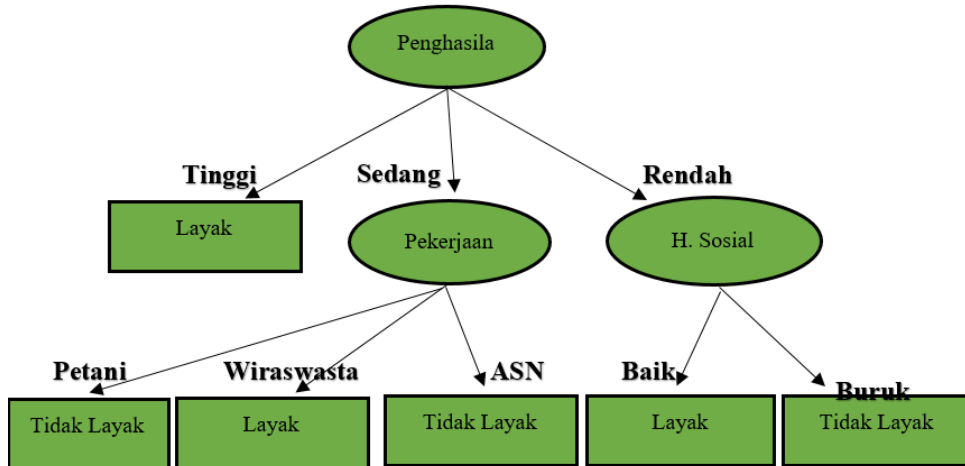 Penghasila
Tinggi
Sedang
Rendah
Layak
Pekerjaan
H. Sosial
Petani
Wiraswasta
ASN
Baik
Buruk
Tidak Layak
Layak
Tidak Layak
Layak
Tidak Layak